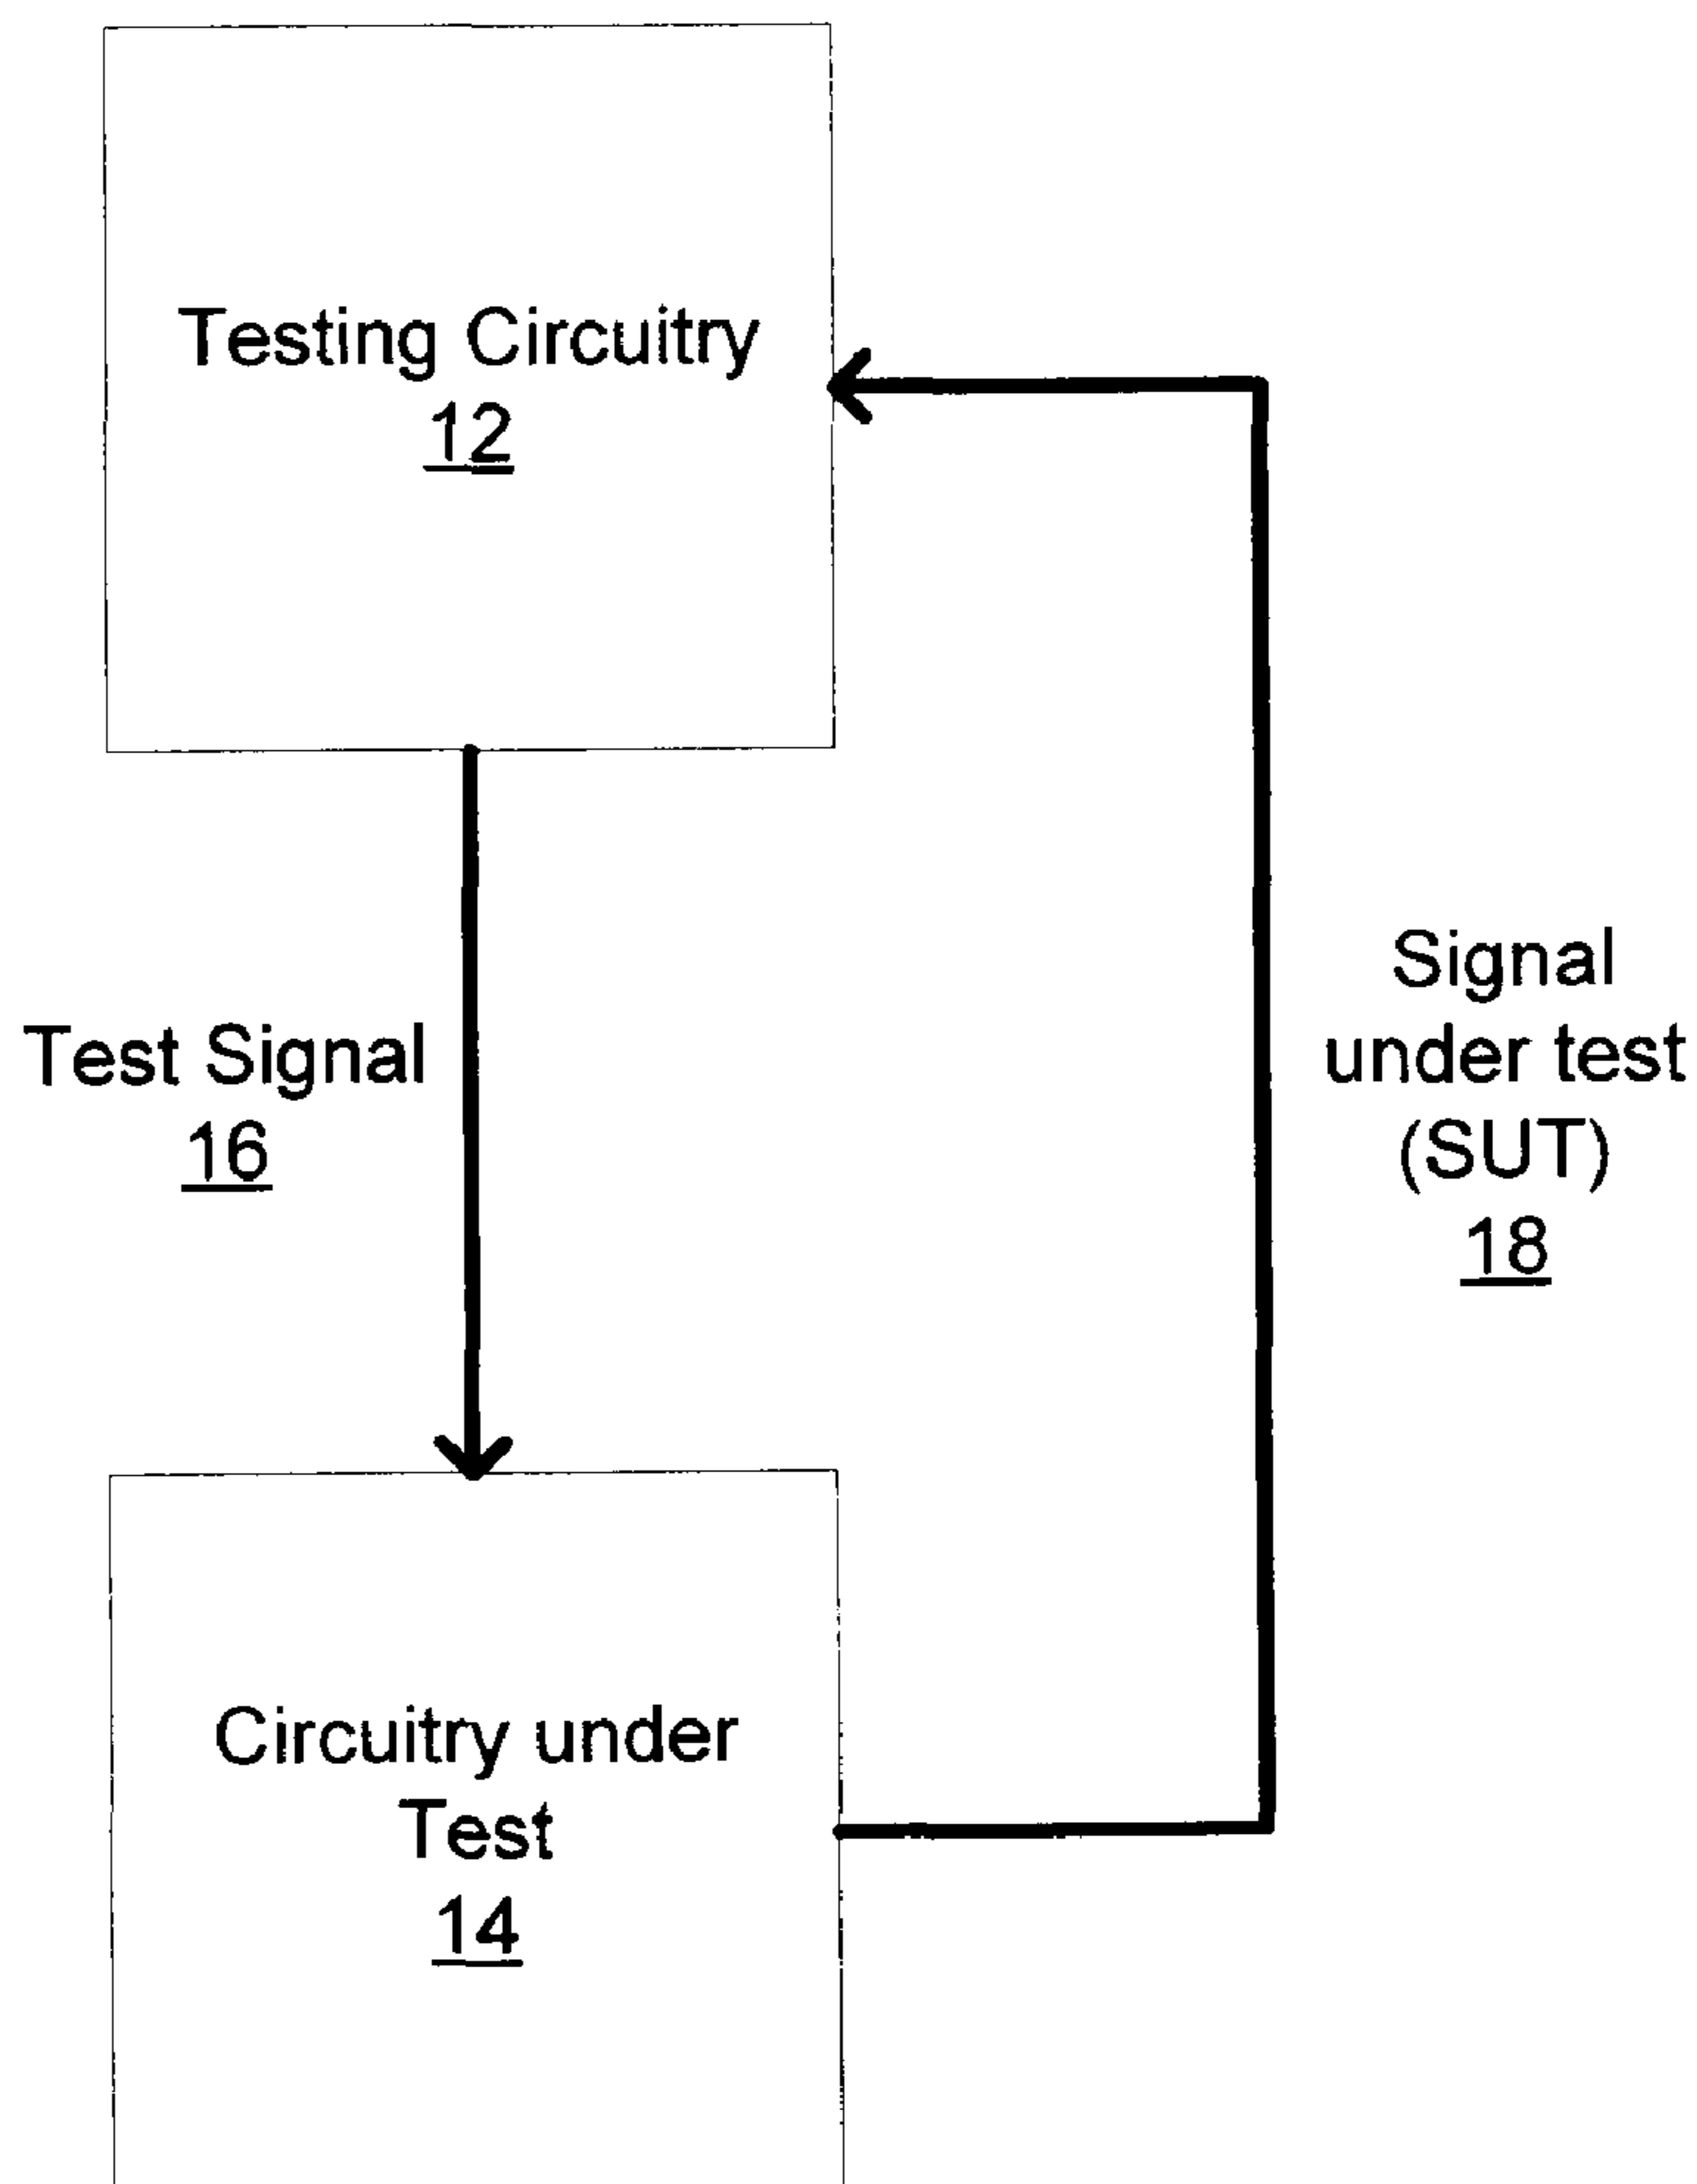 Testing Circuitry
12
Test Signal
16
Signal
under test
(SUT)
18
Circuitry under
Test
14